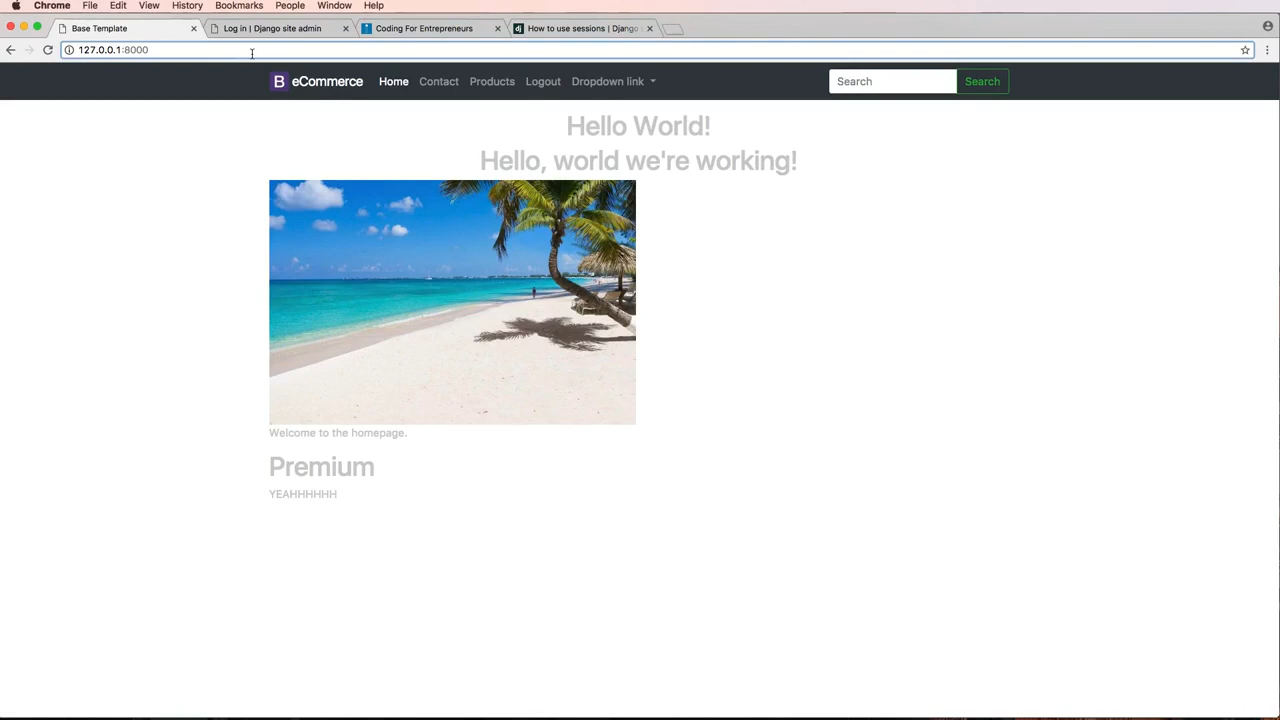 Chrome File Edit View History Bookmarks People Window Help
Base Template Log in | Django site admin Coding For Entrepreneurs How to use sessions | Django
127.0.0.1:8000
B eCommerce Home Contact Products Logout Dropdown link Search Search
Hello World!
Hello, world we're working!
Welcome to the homepage.
Premium
YEAHHHHHH